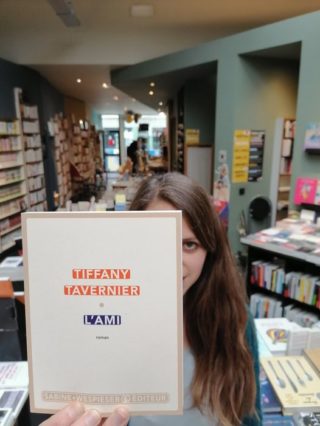 TIFFANY
TAVERNIER
L'AMI
roman
SABINE WESPIESER ÉDITEUR